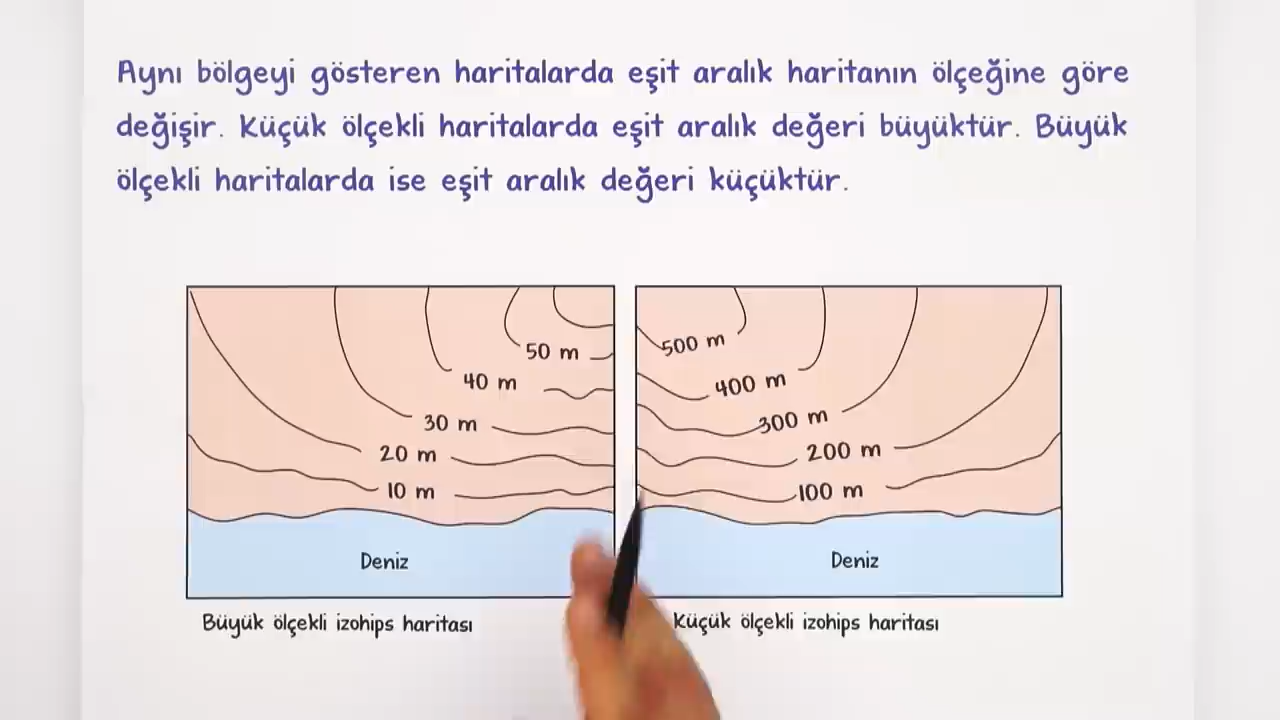 Aynı bölgeyi gösteren haritalarda eşit aralık haritanın ölçeğine göre
değişir. Küçük ölçekli haritalarda eşit aralık değeri büyüktür. Büyük
ölçekli haritalarda ise eşit aralık değeri küçüktür.
50 m
40 m
30 m
20 m
10 m
Deniz
Büyük ölçekli izohips haritası
500 m
400 m
300 m
200 m
100 m
Deniz
Küçük ölçekli izohips haritası